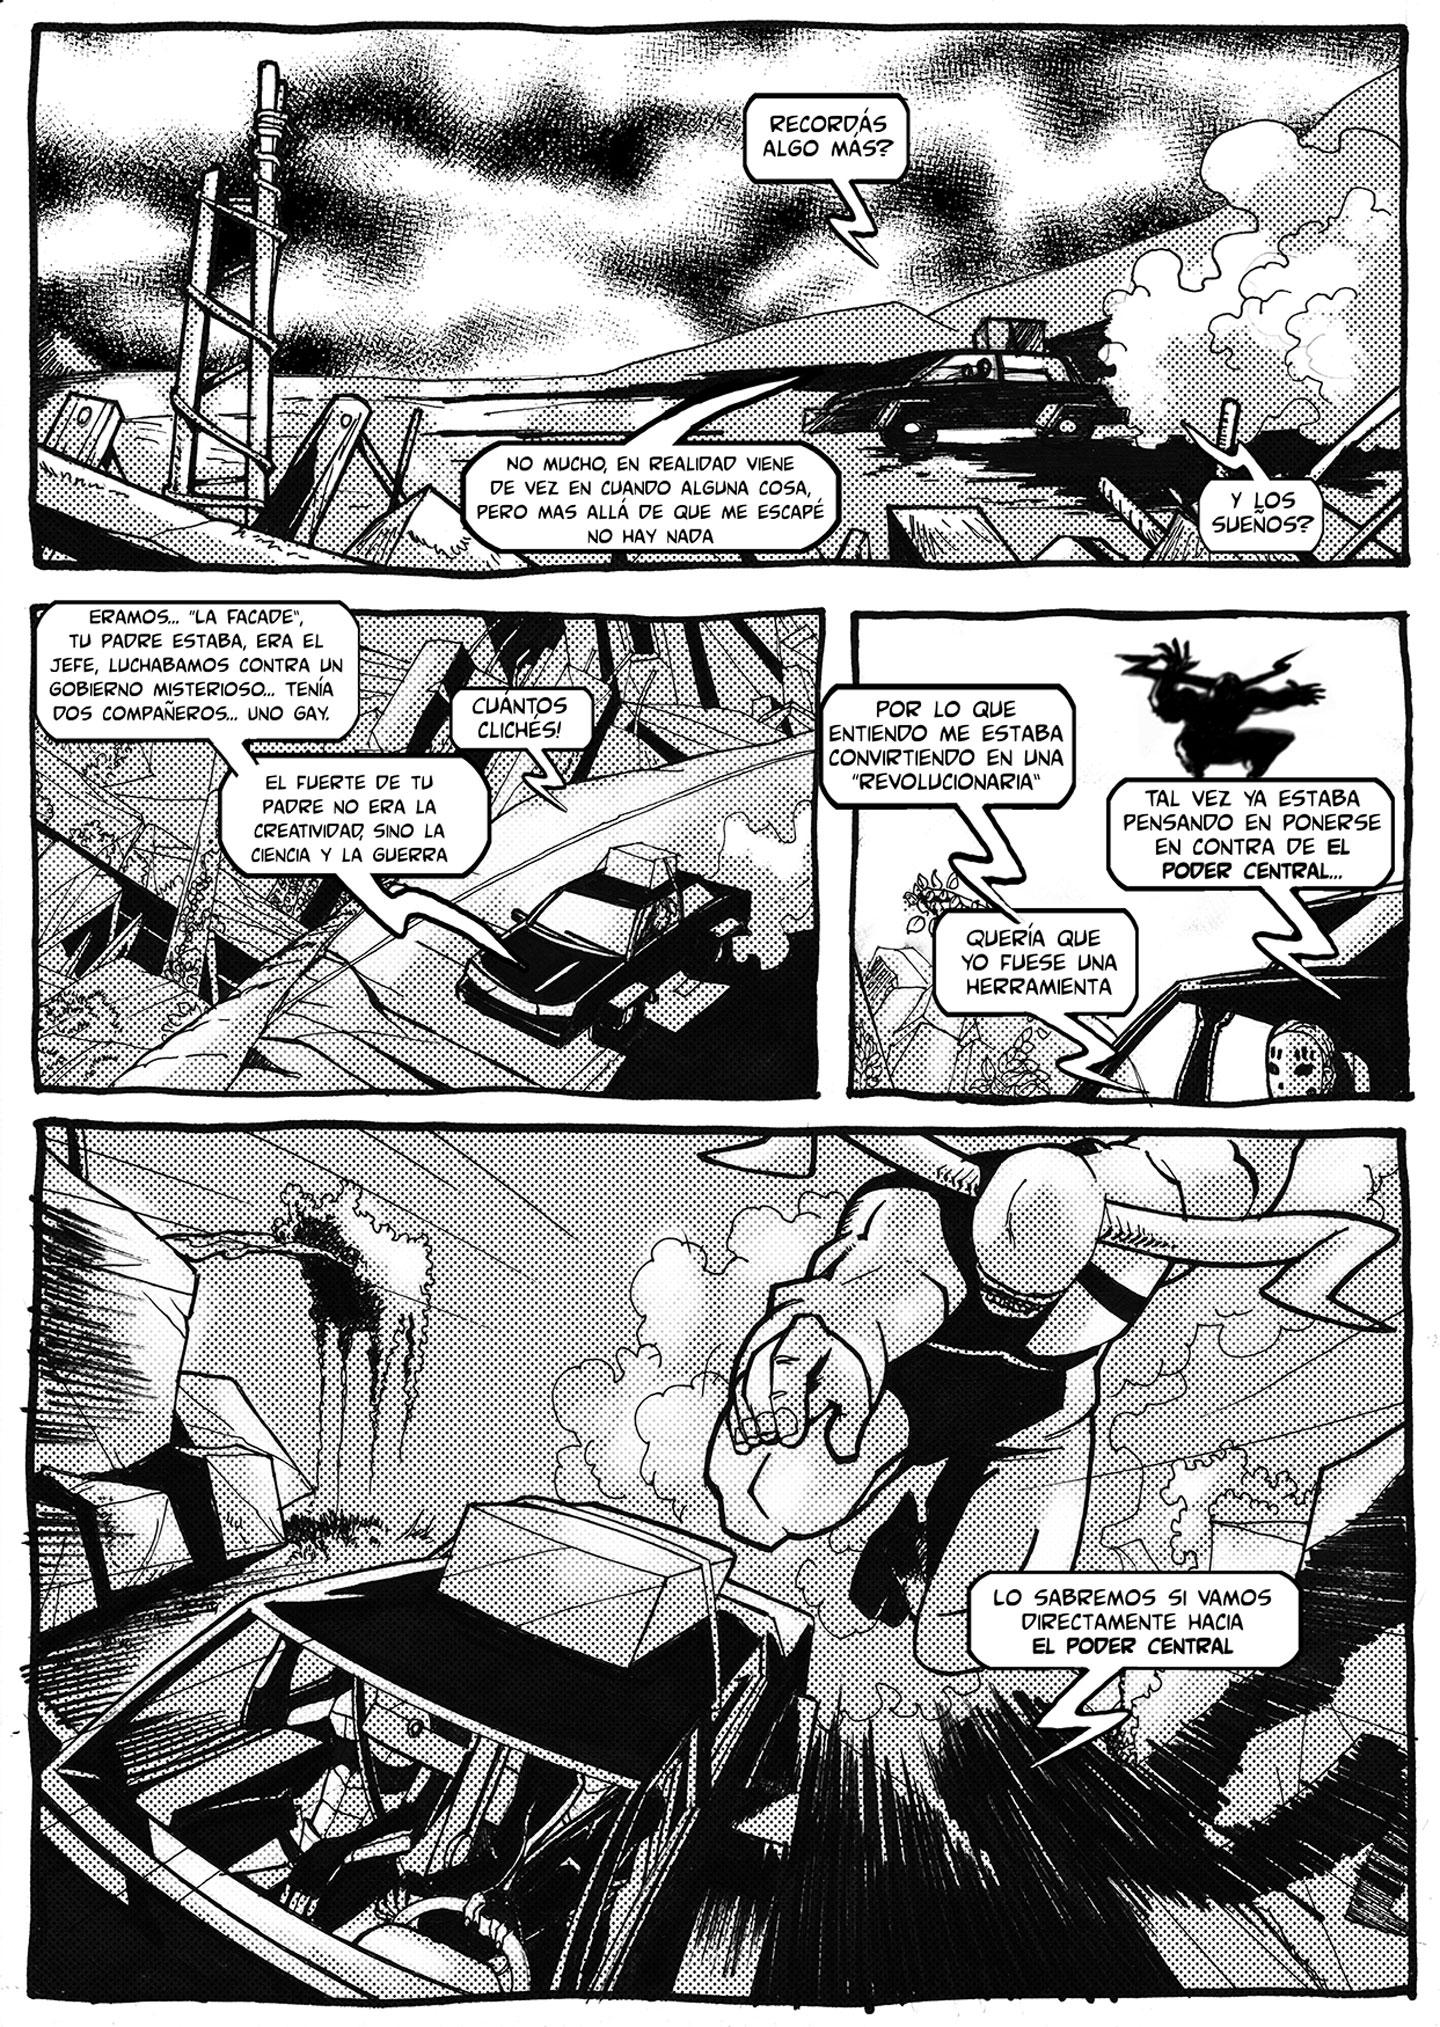 RECORDÁS
ALGO MÁS?
NO MUCHO, EN REALIDAD VIENE
DE VEZ EN CUANDO ALGUNA COSA,
PERO MAS ALLÁ DE QUE ME ESCAPÉ
NO HAY NADA
Y LOS
SUEÑOS?
ERAMOS... "LA FACADE",
TU PADRE ESTABA, ERA EL
JEFE, LUCHABAMOS CONTRA UN
GOBIERNO MISTERIOSO... TENÍA
DOS COMPAÑEROS... UNO GAY.
CUÁNTOS
CLICHÉS!
EL FUERTE DE TU
PADRE NO ERA LA
CREATIVIDAD, SINO LA
CIENCIA Y LA GUERRA
POR LO QUE
ENTIENDO ME ESTABA
CONVIRTIENDO EN UNA
"REVOLUCIONARIA"
TAL VEZ YA ESTABA
PENSANDO EN PONERSE
EN CONTRA DE EL
PODER CENTRAL...
QUERÍA QUE
YO FUESE UNA
HERRAMIENTA
LO SABREMOS SI VAMOS
DIRECTAMENTE HACIA
EL PODER CENTRAL